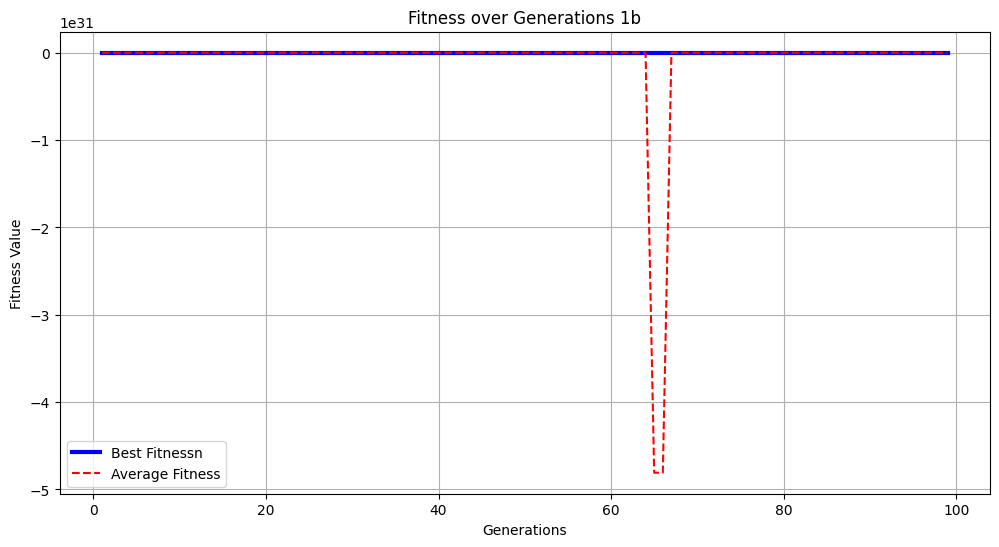 Fitness over Generations 1b
1e31
0
−1
−2
−3
−4
−5
Fitness Value
0 20 40 60 80 100
Generations
Best Fitnessn
Average Fitness